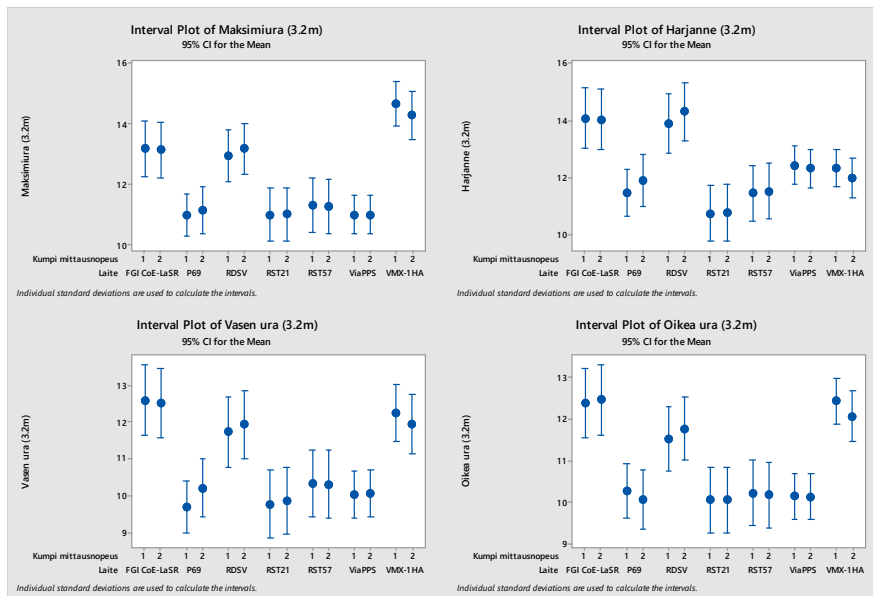 Interval Plot of Maksimiura (3.2m)
95% CI for the Mean
16
14
12
10
Maksimiura (3.2m)
Kumpi mittausnopeus 1 2 1 2 1 2 1 2 1 2 1 2 1 2
Laite FGI CoE-LaSR P69 RDSV RST21 RST57 ViaPPS VMX-1HA
Individual standard deviations are used to calculate the intervals.
Interval Plot of Harjanne (3.2m)
95% CI for the Mean
16
14
12
10
Harjanne (3.2m)
Kumpi mittausnopeus 1 2 1 2 1 2 1 2 1 2 1 2 1 2
Laite FGI CoE-LaSR P69 RDSV RST21 RST57 ViaPPS VMX-1HA
Individual standard deviations are used to calculate the intervals.
Interval Plot of Vasen ura (3.2m)
95% CI for the Mean
13
12
11
10
9
Vasen ura (3.2m)
Kumpi mittausnopeus 1 2 1 2 1 2 1 2 1 2 1 2 1 2
Laite FGI CoE-LaSR P69 RDSV RST21 RST57 ViaPPS VMX-1HA
Individual standard deviations are used to calculate the intervals.
Interval Plot of Oikea ura (3.2m)
95% CI for the Mean
13
12
11
10
9
Oikea ura (3.2m)
Kumpi mittausnopeus 1 2 1 2 1 2 1 2 1 2 1 2 1 2
Laite FGI CoE-LaSR P69 RDSV RST21 RST57 ViaPPS VMX-1HA
Individual standard deviations are used to calculate the intervals.